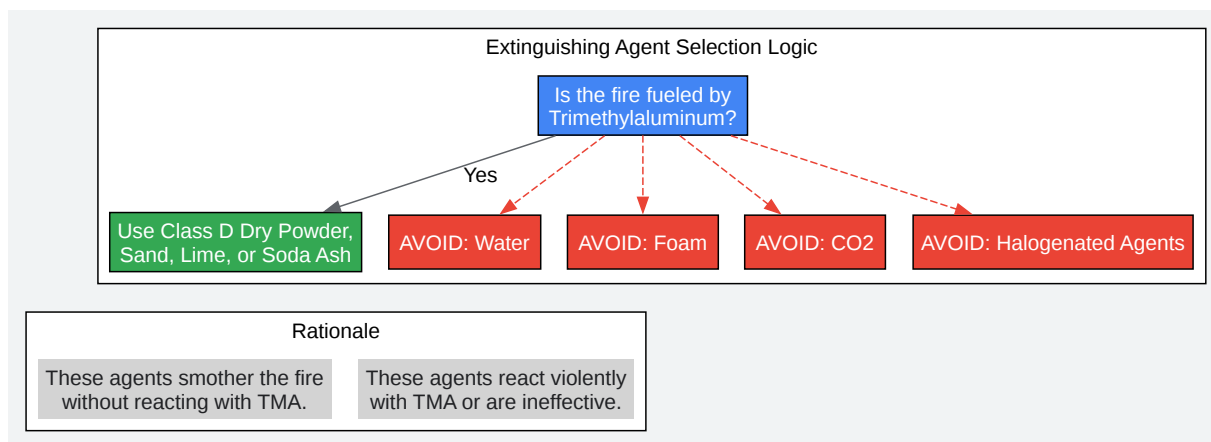 Extinguishing Agent Selection Logic
Is the fire fueled by
Trimethylaluminum?
Yes
Use Class D Dry Powder,
Sand, Lime, or Soda Ash
AVOID: Water
AVOID: Foam
AVOID: CO2
AVOID: Halogenated Agents
Rationale
These agents smother the fire
without reacting with TMA.
These agents react violently
with TMA or are ineffective.